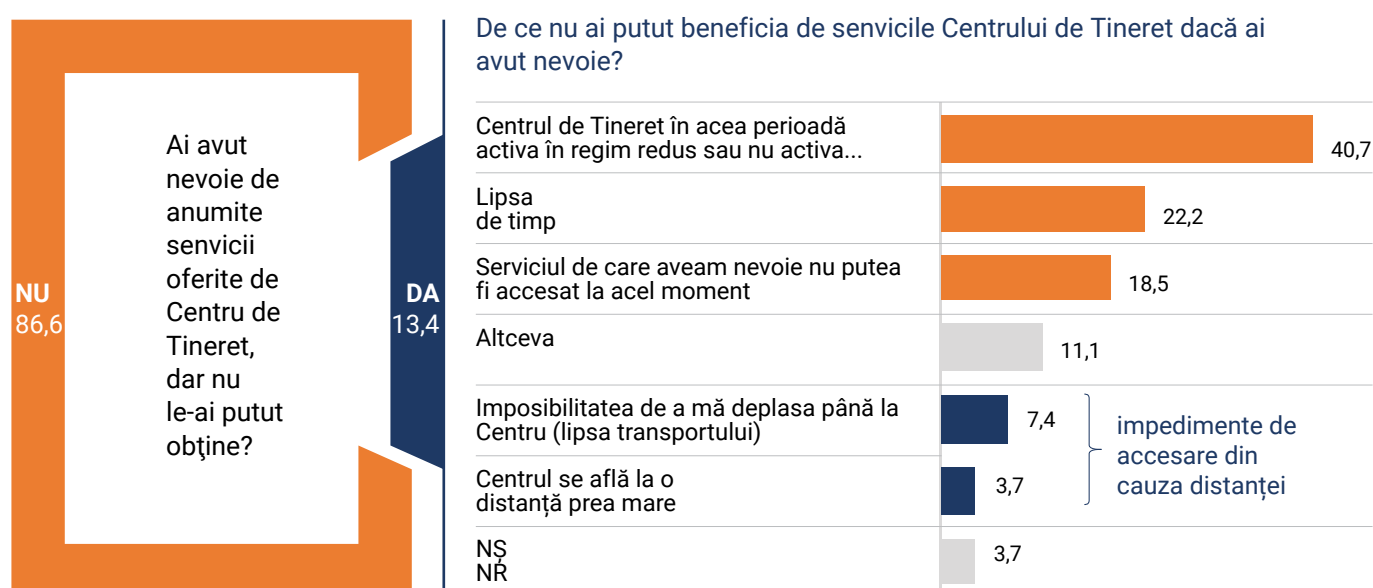 De ce nu ai putut beneficia de senvicile Centrului de Tineret dacă ai
avut nevoie?
Ai avut
nevoie de
anumite
senvicii
oferite de
Centru de
Tineret,
dar nu
le-ai putut
obţine?
NU
86,6
DA
13,4
Centrul de Tineret în acea perioadă
activa în regim redus sau nu activa...
40,7
Lipsa
de timp
22,2
Serviciul de care aveam nevoie nu putea
fi accesat la acel moment
18,5
Altceva
11,1
Imposibilitatea de a mă deplasa până la
Centru (lipsa transportului)
7,4
Centrul se află la o
distanță prea mare
3,7
impedimente de
accesare din
cauza distanței
NȘ
NR
3,7